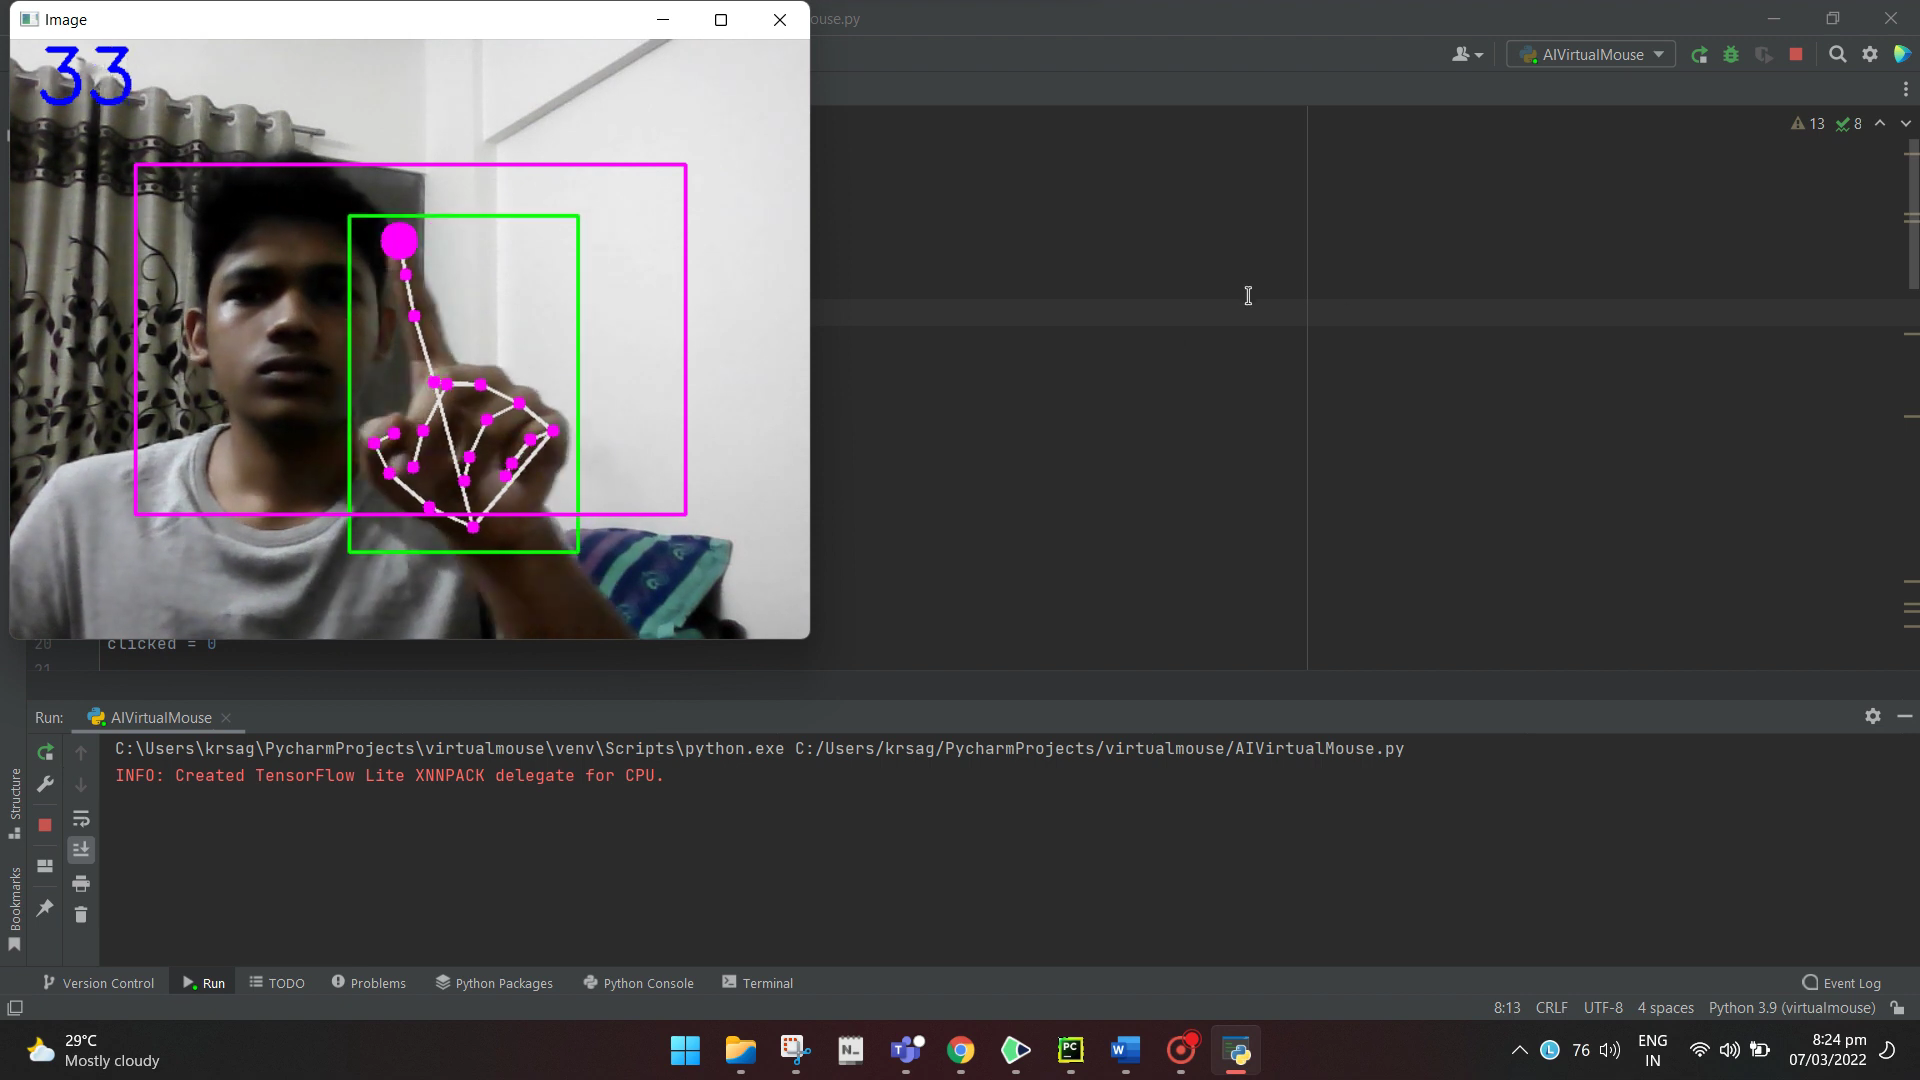 Image
33
ouse.py
AIVirtualMouse
13
8
20 clicked = 0
21
Run: AIVirtualMouse
C:\Users\krsag\PycharmProjects\virtualmouse\venv\Scripts\python.exe C:/Users/krsag/PycharmProjects/virtualmouse/AIVirtualMouse.py
INFO: Created TensorFlow Lite XNNPACK delegate for CPU.
Structure
Bookmarks
Version Control
Run
TODO
Problems
Python Packages
Python Console
Terminal
Event Log
8:13 CRLF UTF-8 4 spaces Python 3.9 (virtualmouse)
29°C
Mostly cloudy
N
T
PC
W
L
76
ENG
IN
8:24 pm
07/03/2022